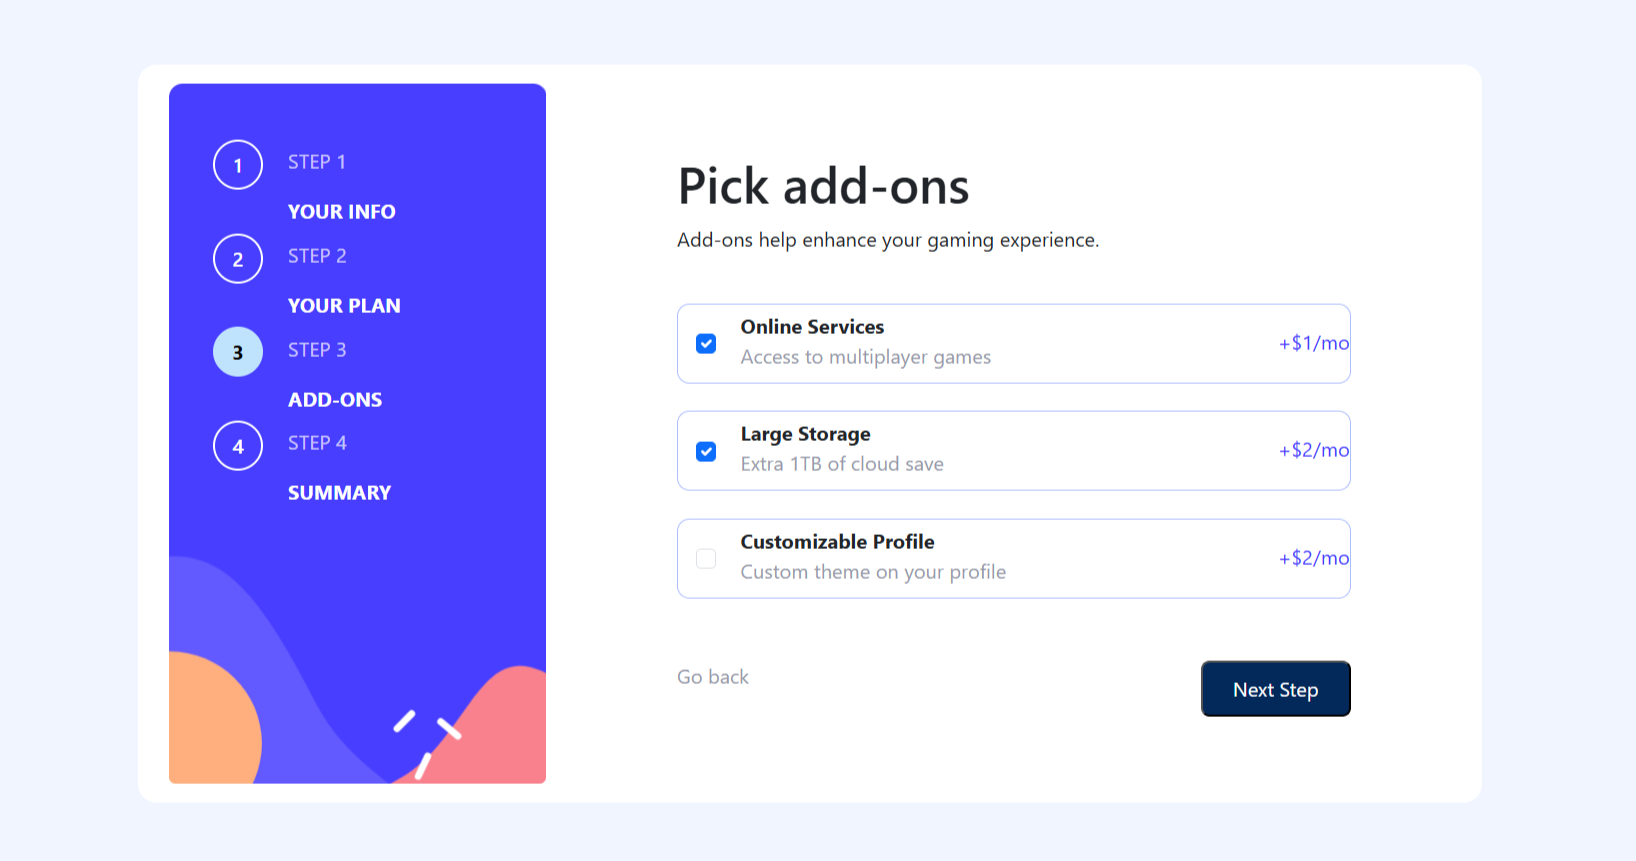 1 STEP 1
YOUR INFO
2 STEP 2
YOUR PLAN
3 STEP 3
ADD-ONS
4 STEP 4
SUMMARY
Pick add-ons
Add-ons help enhance your gaming experience.
Online Services
Access to multiplayer games
+$1/mo
Large Storage
Extra 1TB of cloud save
+$2/mo
Customizable Profile
Custom theme on your profile
+$2/mo
Go back
Next Step